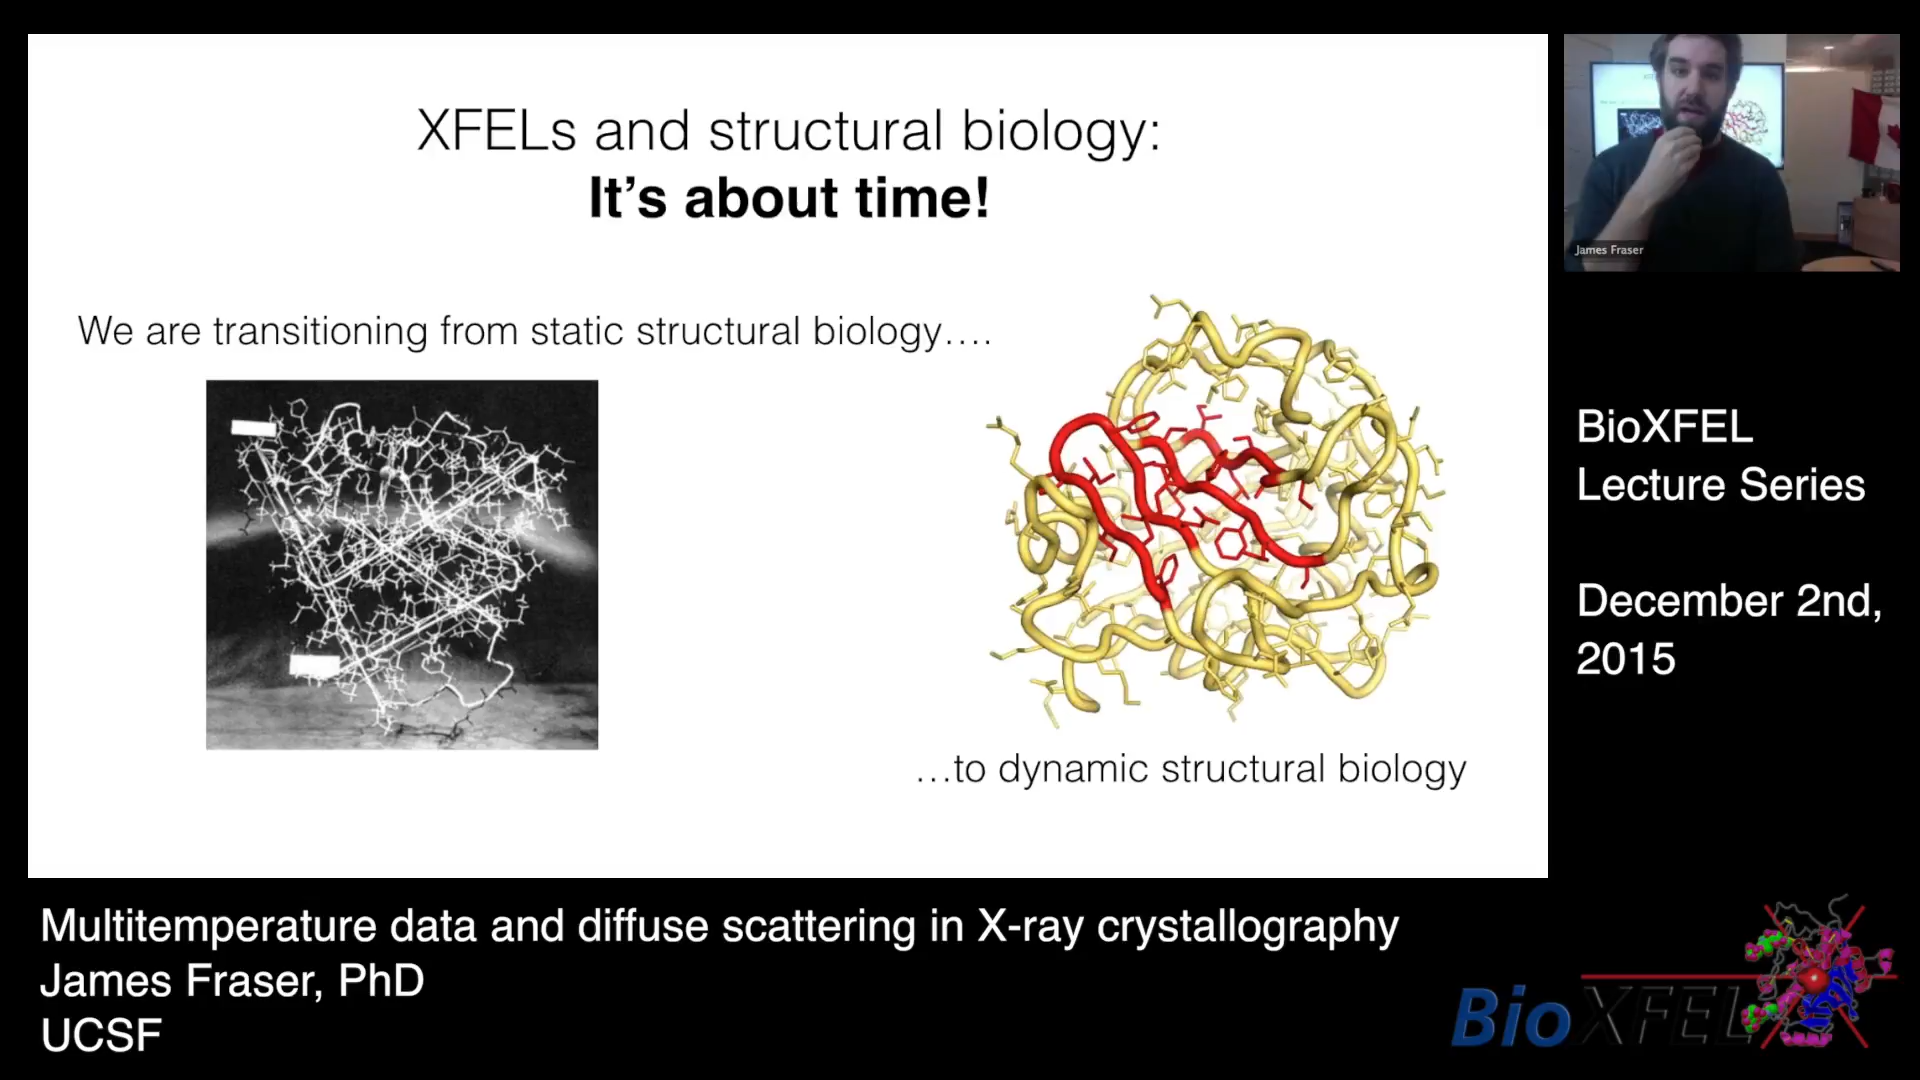 XFELs and structural biology:
It’s about time!
We are transitioning from static structural biology….
…to dynamic structural biology
James Fraser
BioXFEL
Lecture Series
December 2nd,
2015
Multitemperature data and diffuse scattering in X-ray crystallography
James Fraser, PhD
UCSF
BioXFEL